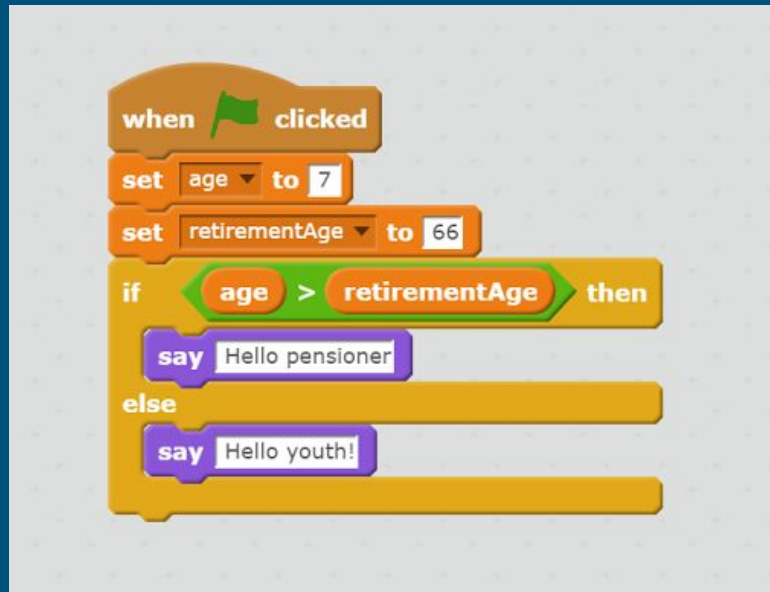 when clicked
set age to 7
set retirementAge to 66
if age > retirementAge then
say Hello pensioner
else
say Hello youth!